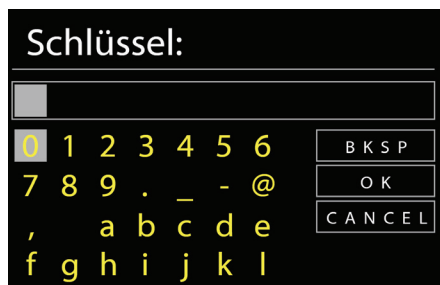 Schlüssel:
0 1 2 3 4 5 6
BKSP
7 8 9 . _ - @
OK
, a b c d e
CANCEL
f g h i j k l